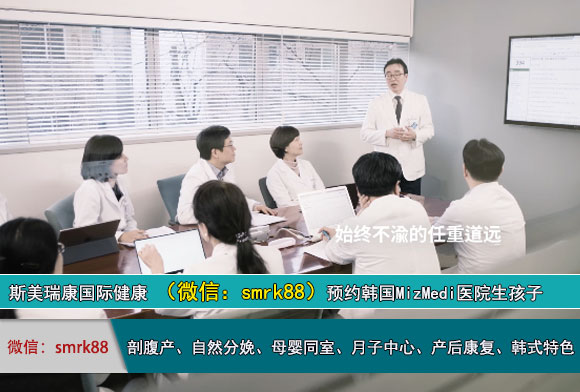 始终不渝的任重道远
斯美瑞康国际健康 （微信：smrk88）预约韩国MizMedi医院生孩子
微信：smrk88 剖腹产、自然分娩、母婴同室、月子中心、产后康复、韩式特色